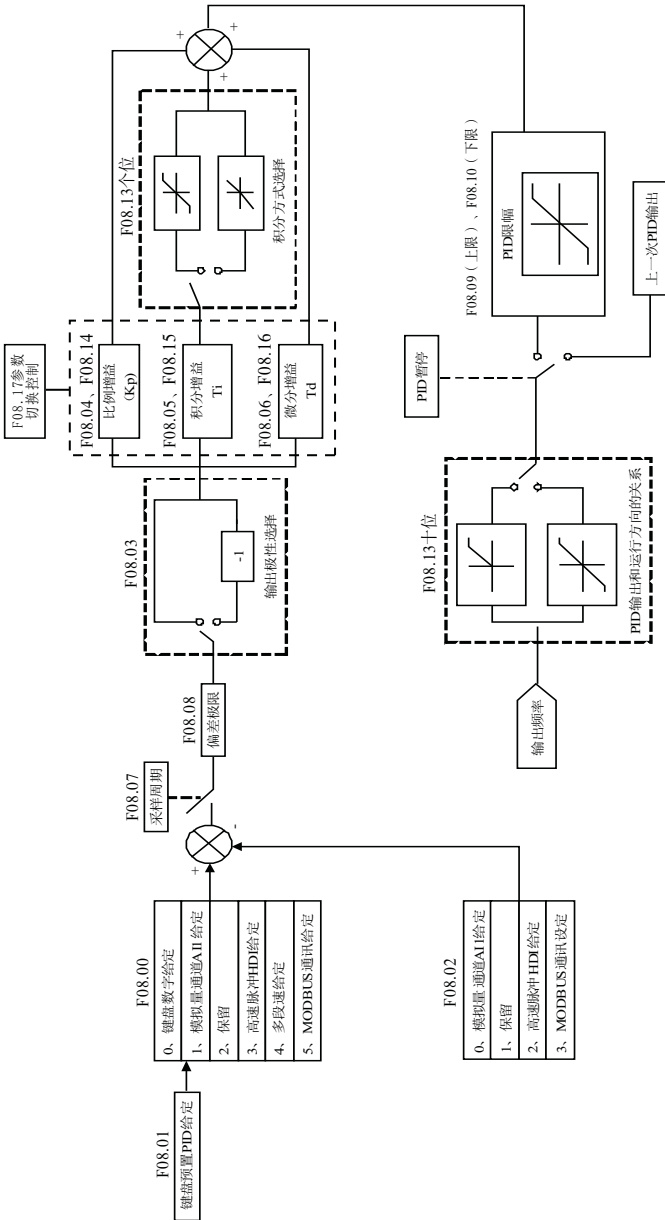 F08.01
键盘预置PID给定
F08.00
0、键盘数字给定
1、模拟量通道AI1给定
2、保留
3、高速脉冲HDI给定
4、多段速给定
5、MODBUS通讯给定
F08.02
0、模拟量通道AI1给定
1、保留
2、高速脉冲HDI给定
3、MODBUS通讯设定
+
-
F08.07
采样周期
F08.08
偏差极限
F08.03
-1
输出极性选择
F08.17参数
切换控制
F08.04、F08.14
比例增益
(Kp)
F08.05、F08.15
积分增益
Ti
F08.06、F08.16
微分增益
Td
F08.13个位
积分方式选择
+
+
+
F08.09（上限）、F08.10（下限）
PID限幅
上一次PID输出
PID暂停
F08.13十位
PID输出和运行方向的关系
输出频率